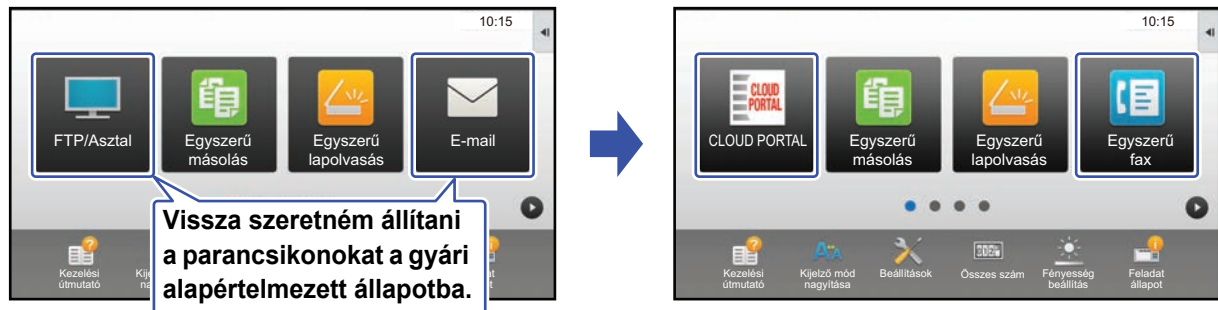 10:15
FTP/Asztal
Egyszerű
másolás
Egyszerű
lapolvasás
E-mail
Vissza szeretném állítani
a parancsikonokat a gyári
alapértelmezett állapotba.
Kezelési
útmutató
10:15
CLOUD
PORTAL
CLOUD PORTAL
Egyszerű
másolás
Egyszerű
lapolvasás
Egyszerű
fax
Kezelési
útmutató
Kijelző mód
nagyítása
Beállítások
Összes szám
Fényesség
beállítás
Feladat
állapot